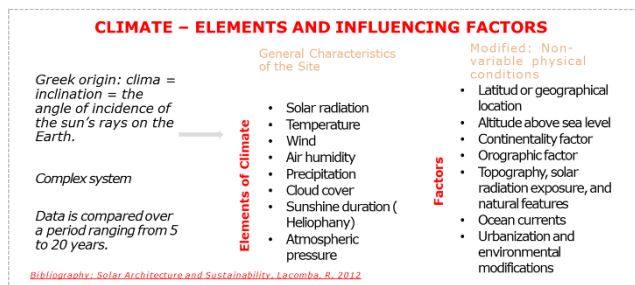 CLIMATE – ELEMENTS AND INFLUENCING FACTORS
Greek origin: clima =
inclination = the
angle of incidence of
the sun's rays on the
Earth.
Complex system
Data is compared over
a period ranging from 5
to 20 years.
General Characteristics
of the Site
Elements of Climate
• Solar radiation
• Temperature
• Wind
• Air humidity
• Precipitation
• Cloud cover
• Sunshine duration (
Heliophany)
• Atmospheric
pressure
Modified: Non-
variable physical
conditions
Factors
• Latitud or geographical
location
• Altitude above sea level
• Continentality factor
• Orographic factor
• Topography, solar
radiation exposure, and
natural features
• Ocean currents
• Urbanization and
environmental
modifications
Bibliography: Solar Architecture and Sustainability, Lacomba, R, 2012